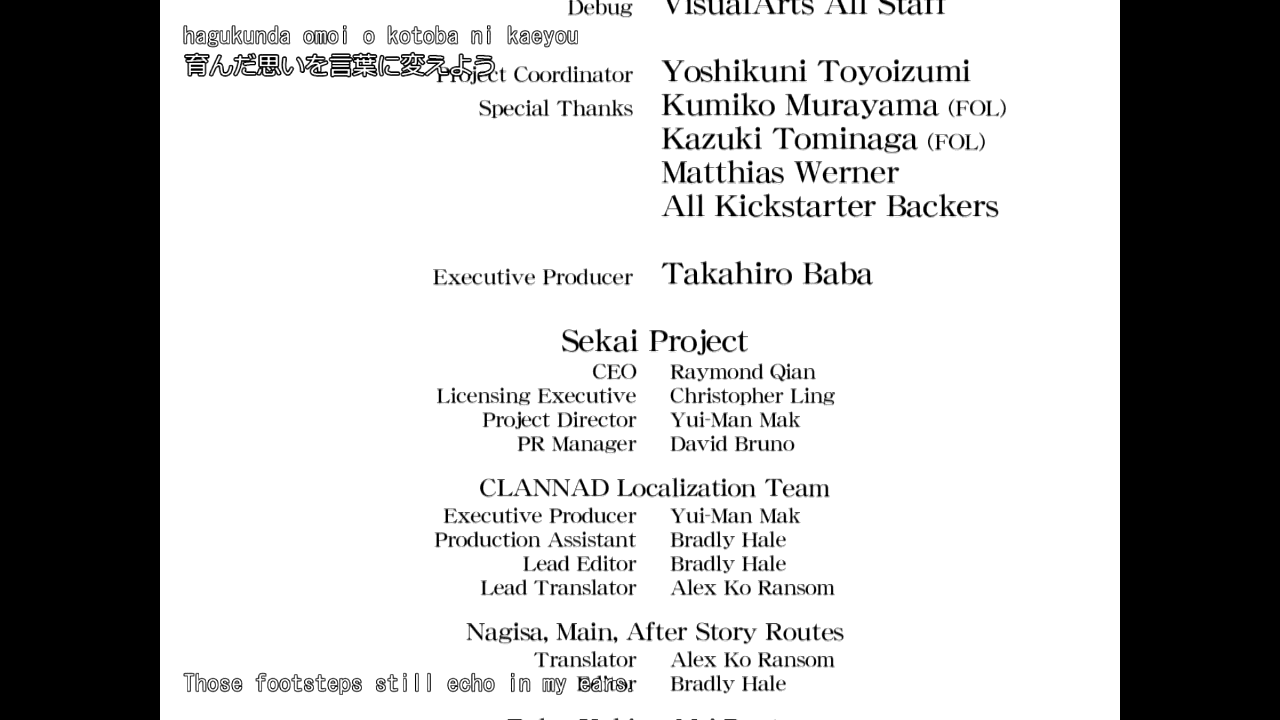 Debug VisualArts All Staff
hagukunda omoi o kotoba ni kaeyou
育んだ思いを言葉に変えよう
Project Coordinator Yoshikuni Toyoizumi
Special Thanks Kumiko Murayama (FOL)
Kazuki Tominaga (FOL)
Matthias Werner
All Kickstarter Backers
Executive Producer Takahiro Baba
Sekai Project
CEO Raymond Qian
Licensing Executive Christopher Ling
Project Director Yui-Man Mak
PR Manager David Bruno
CLANNAD Localization Team
Executive Producer Yui-Man Mak
Production Assistant Bradly Hale
Lead Editor Bradly Hale
Lead Translator Alex Ko Ransom
Nagisa, Main, After Story Routes
Translator Alex Ko Ransom
Editor Bradly Hale
Those footsteps still echo in my ears.